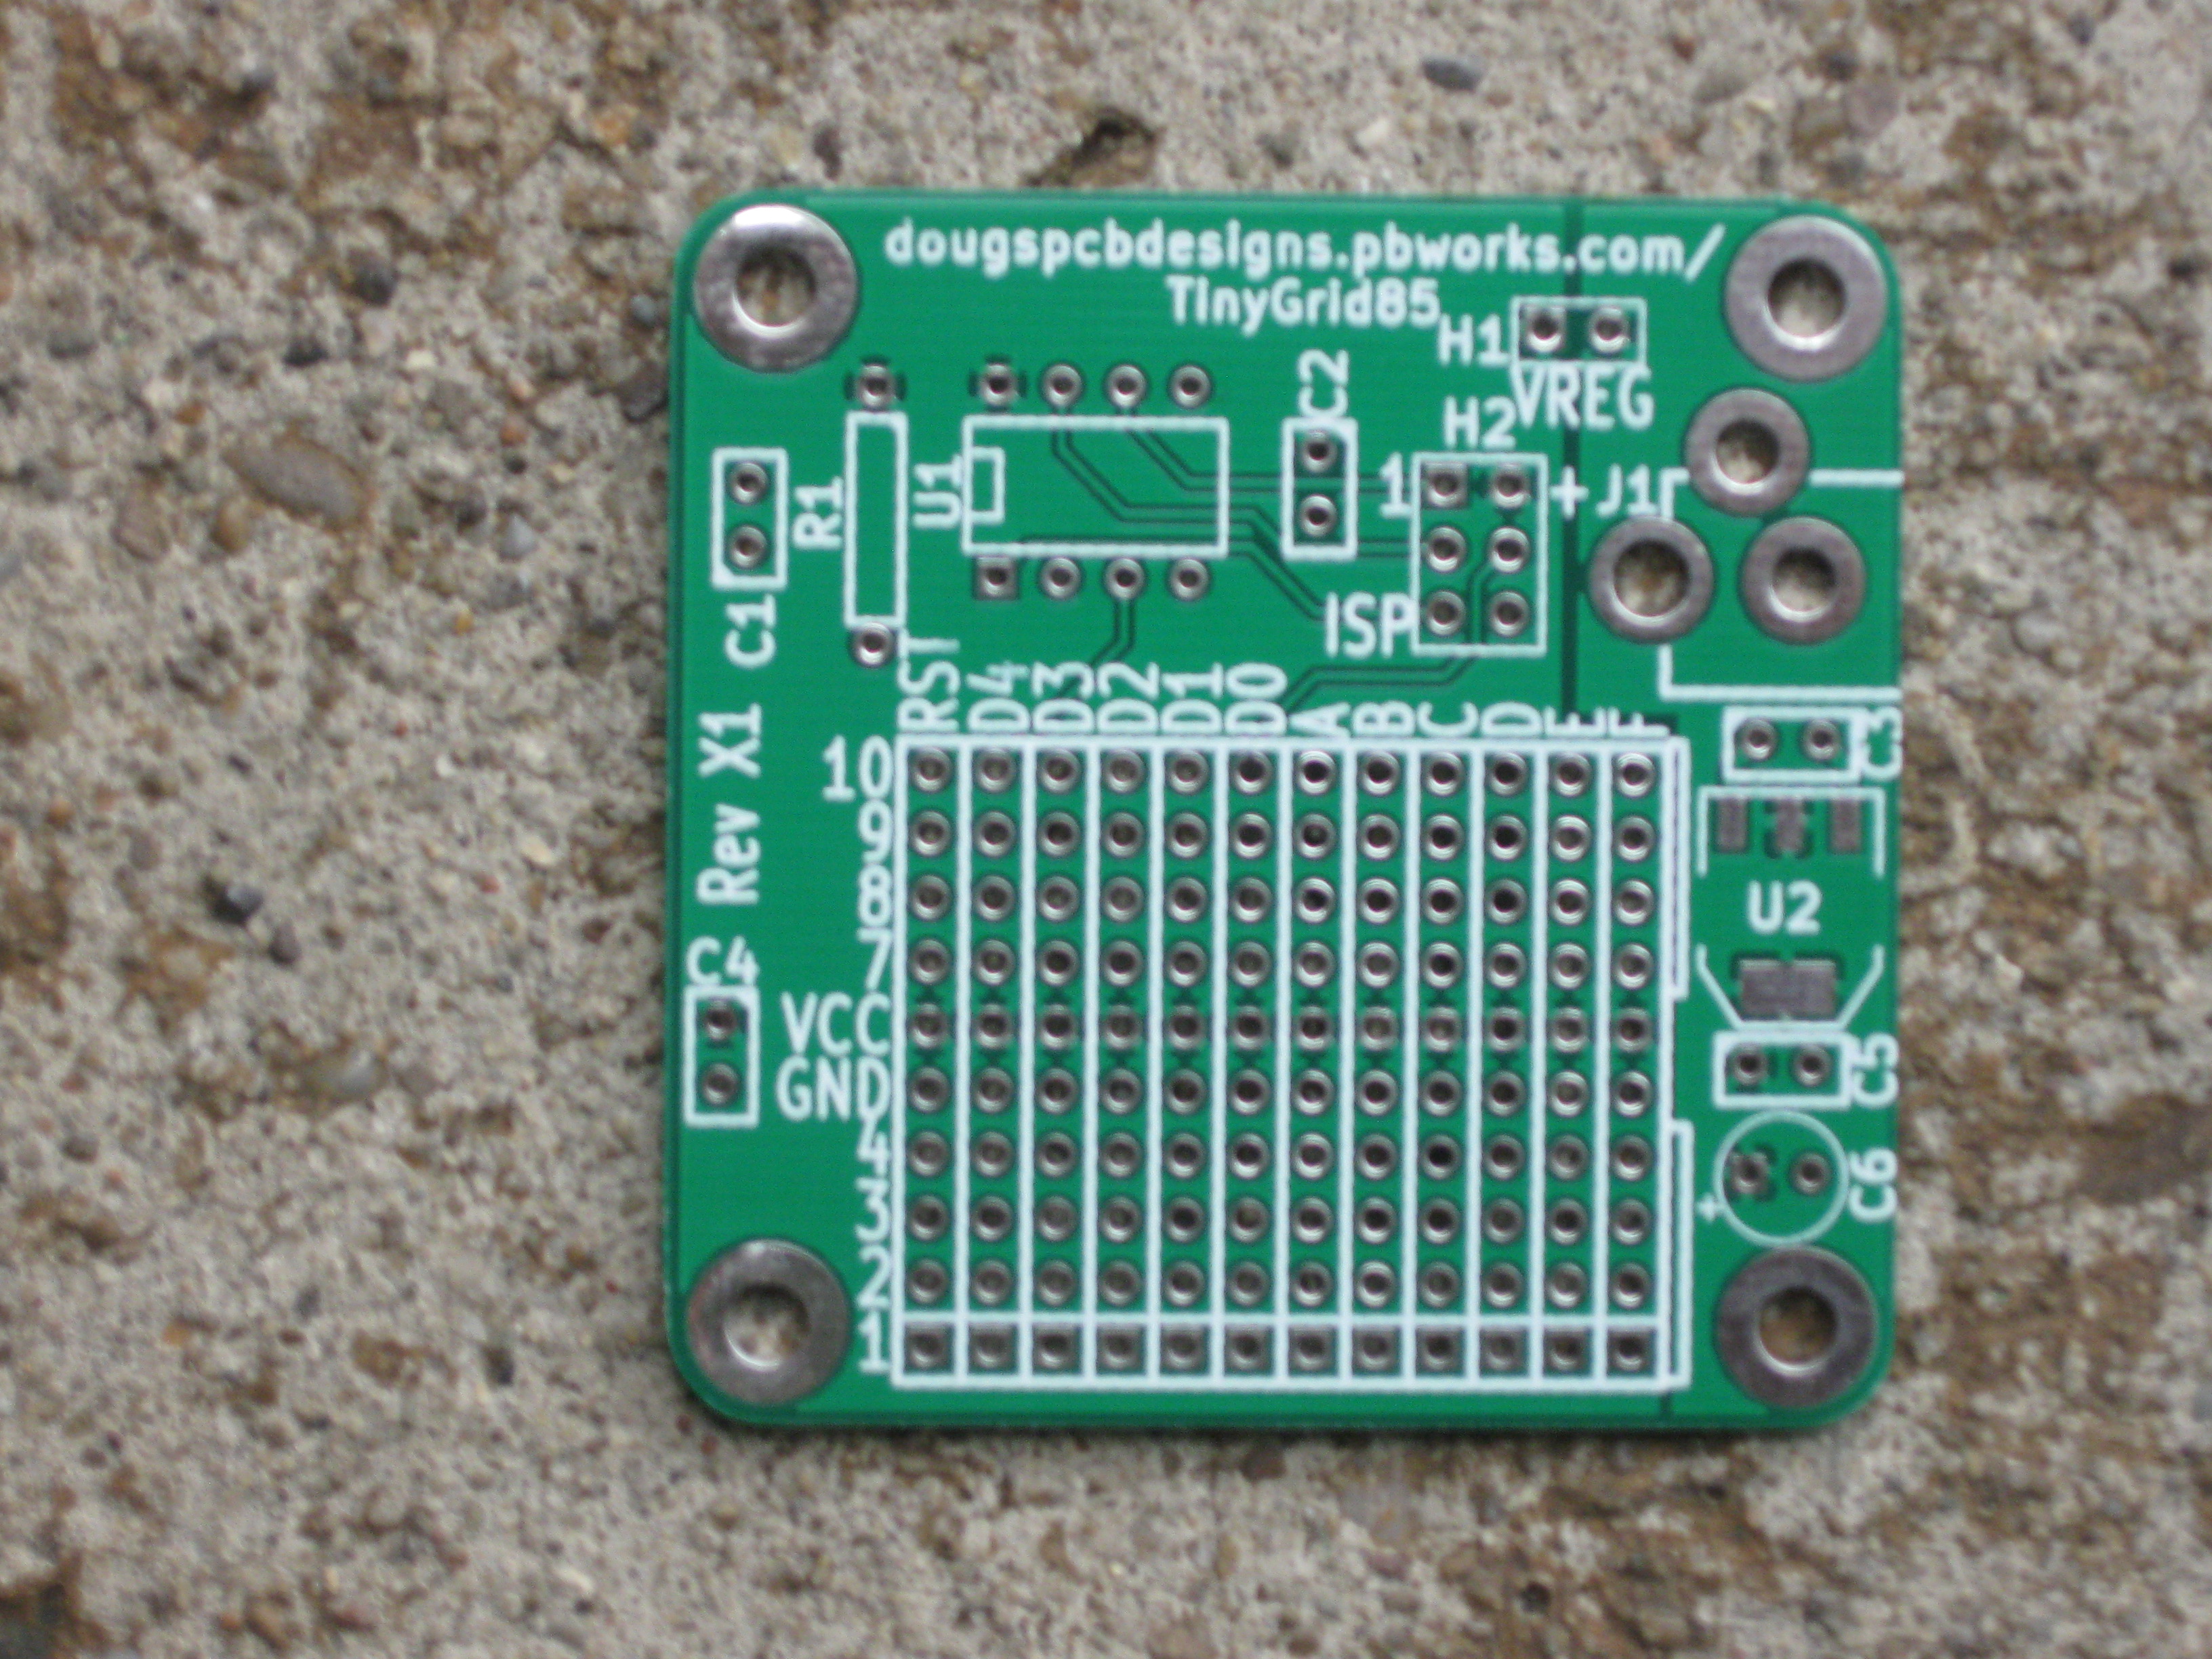 dougspcbdesigns.pbworks.com/
TinyGrid85
H1
VREG
C2
H2
1
+
J1
R1
U1
C1
ISP
RST D4 D3 D2 D1 D0 A B C D E F
Rev X1
C3
10
9
8
7
U2
C4
VCC
GND
C5
4
3
+
C6
2
1